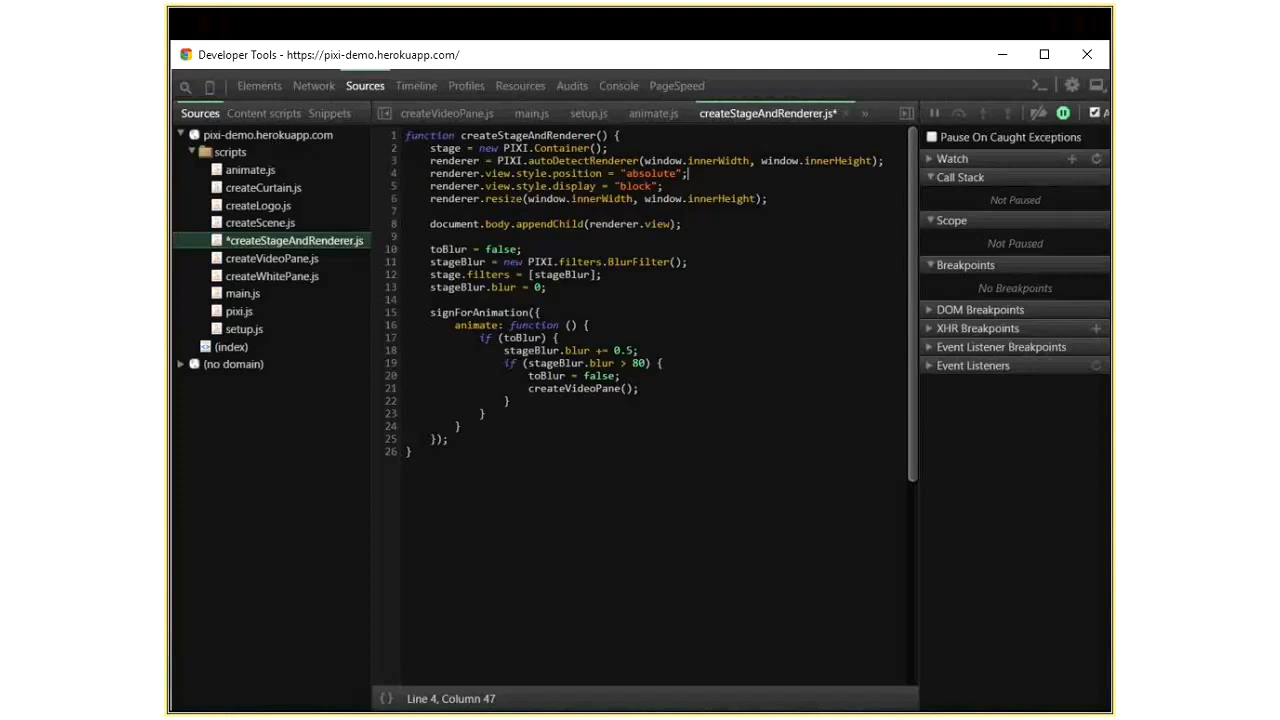 Developer Tools - https://pixi-demo.herokuapp.com/
Elements Network Sources Timeline Profiles Resources Audits Console PageSpeed
Sources Content scripts Snippets
createVideoPane.js main.js setup.js animate.js createStageAndRenderer.js* × »
pixi-demo.herokuapp.com
scripts
animate.js
createCurtain.js
createLogo.js
createScene.js
*createStageAndRenderer.js
createVideoPane.js
createWhitePane.js
main.js
pixi.js
setup.js
(index)
(no domain)
1 function createStageAndRenderer() {
2 stage = new PIXI.Container();
3 renderer = PIXI.autoDetectRenderer(window.innerWidth, window.innerHeight);
4 renderer.view.style.position = "absolute";
5 renderer.view.style.display = "block";
6 renderer.resize(window.innerWidth, window.innerHeight);
7
8 document.body.appendChild(renderer.view);
9
10 toBlur = false;
11 stageBlur = new PIXI.filters.BlurFilter();
12 stage.filters = [stageBlur];
13 stageBlur.blur = 0;
14
15 signForAnimation({
16 animate: function () {
17 if (toBlur) {
18 stageBlur.blur += 0.5;
19 if (stageBlur.blur > 80) {
20 toBlur = false;
21 createVideoPane();
22 }
23 }
24 }
25 });
26 }
{ } Line 4, Column 47
A
Pause On Caught Exceptions
Watch
Call Stack
Not Paused
Scope
Not Paused
Breakpoints
No Breakpoints
DOM Breakpoints
XHR Breakpoints
Event Listener Breakpoints
Event Listeners